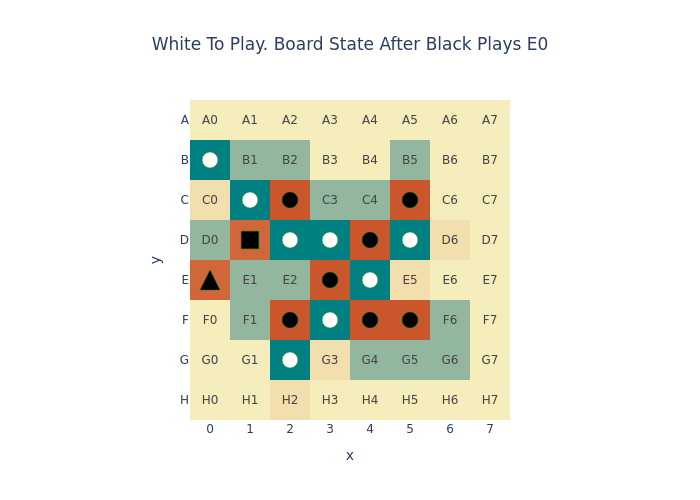 White To Play. Board State After Black Plays E0
A A0 A1 A2 A3 A4 A5 A6 A7
B B1 B2 B3 B4 B5 B6 B7
C C0 C3 C4 C6 C7
D D0 D6 D7
y
E E1 E2 E5 E6 E7
F F0 F1 F6 F7
G G0 G1 G3 G4 G5 G6 G7
H H0 H1 H2 H3 H4 H5 H6 H7
0 1 2 3 4 5 6 7
x